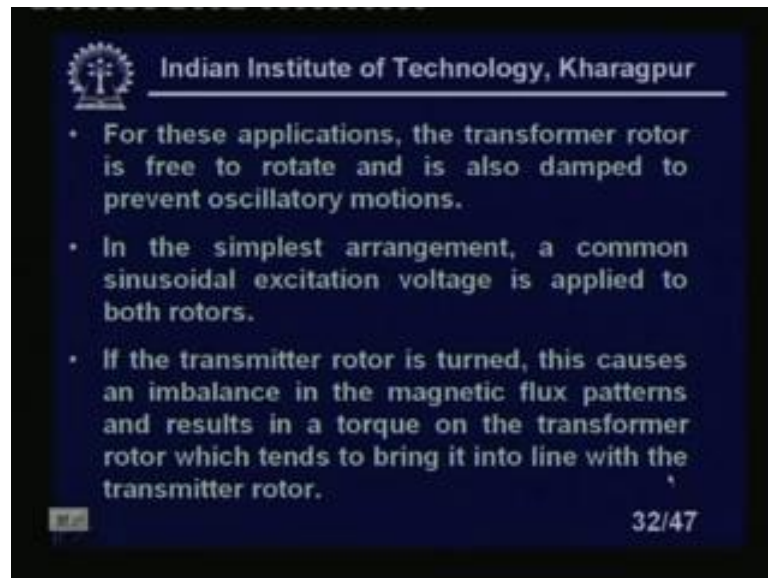 Indian Institute of Technology, Kharagpur
• For these applications, the transformer rotor
is free to rotate and is also damped to
prevent oscillatory motions.
• In the simplest arrangement, a common
sinusoidal excitation voltage is applied to
both rotors.
• If the transmitter rotor is turned, this causes
an imbalance in the magnetic flux patterns
and results in a torque on the transformer
rotor which tends to bring it into line with the
transmitter rotor.
32/47